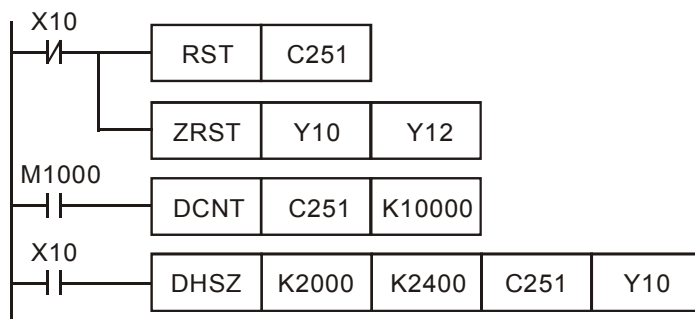 X10
RST C251
ZRST Y10 Y12
M1000
DCNT C251 K10000
X10
DHSZ K2000 K2400 C251 Y10